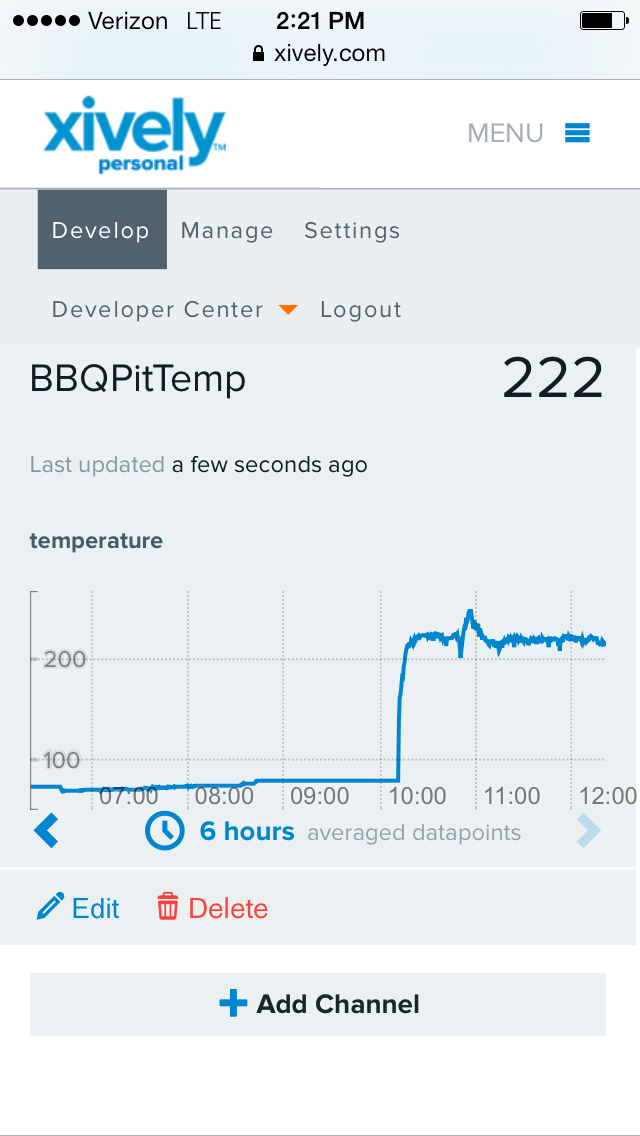 Verizon LTE 2:21 PM
xively.com
xively™
personal
MENU
Develop Manage Settings
Developer Center Logout
BBQPitTemp 222
Last updated a few seconds ago
temperature
200
100
07:00 08:00 09:00 10:00 11:00 12:00
6 hours averaged datapoints
Edit Delete
Add Channel